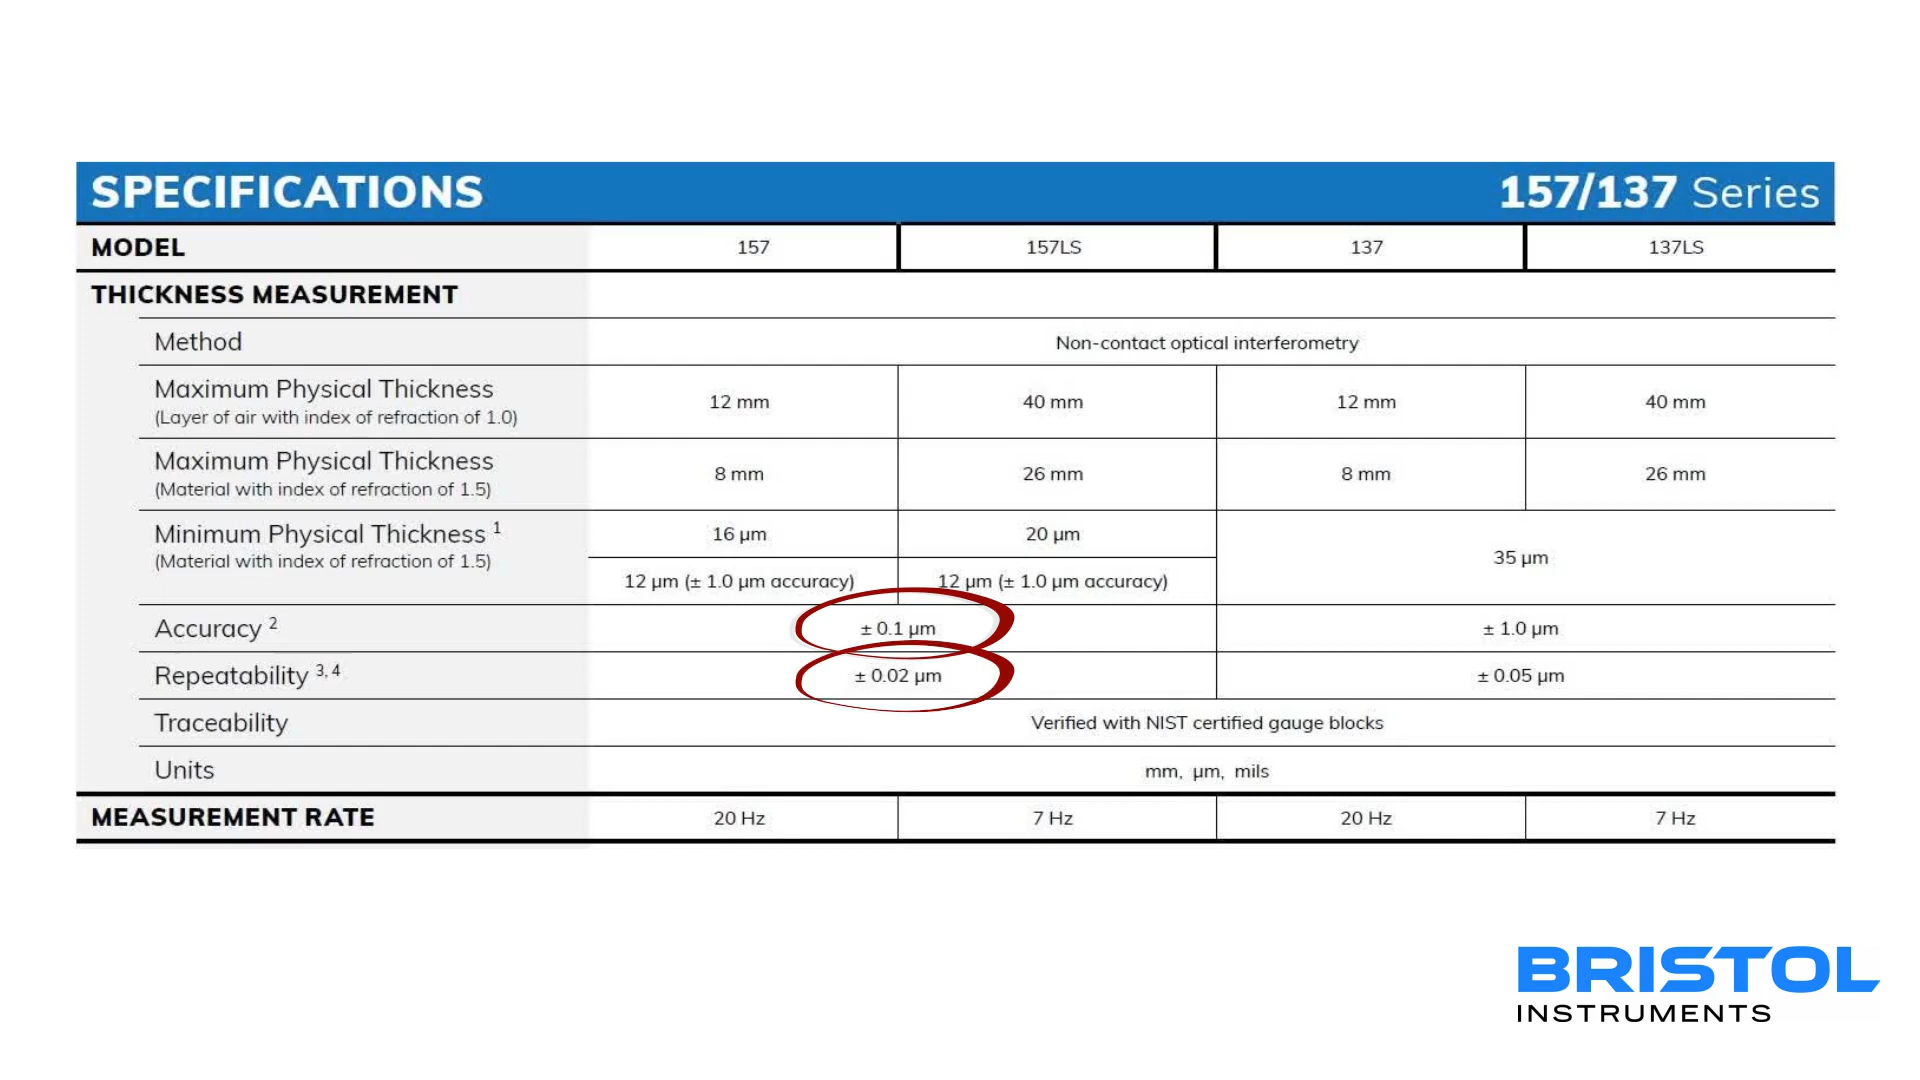 SPECIFICATIONS 157/137 Series
MODEL 157 157LS 137 137LS
THICKNESS MEASUREMENT
Method Non-contact optical interferometry
Maximum Physical Thickness
(Layer of air with index of refraction of 1.0) 12 mm 40 mm 12 mm 40 mm
Maximum Physical Thickness
(Material with index of refraction of 1.5) 8 mm 26 mm 8 mm 26 mm
Minimum Physical Thickness 1 16 µm 20 µm
(Material with index of refraction of 1.5) 35 µm
12 µm (± 1.0 µm accuracy) 12 µm (± 1.0 µm accuracy)
Accuracy 2 ± 0.1 µm ± 1.0 µm
Repeatability 3, 4 ± 0.02 µm ± 0.05 µm
Traceability Verified with NIST certified gauge blocks
Units mm, µm, mils
MEASUREMENT RATE 20 Hz 7 Hz 20 Hz 7 Hz
BRISTOL
INSTRUMENTS